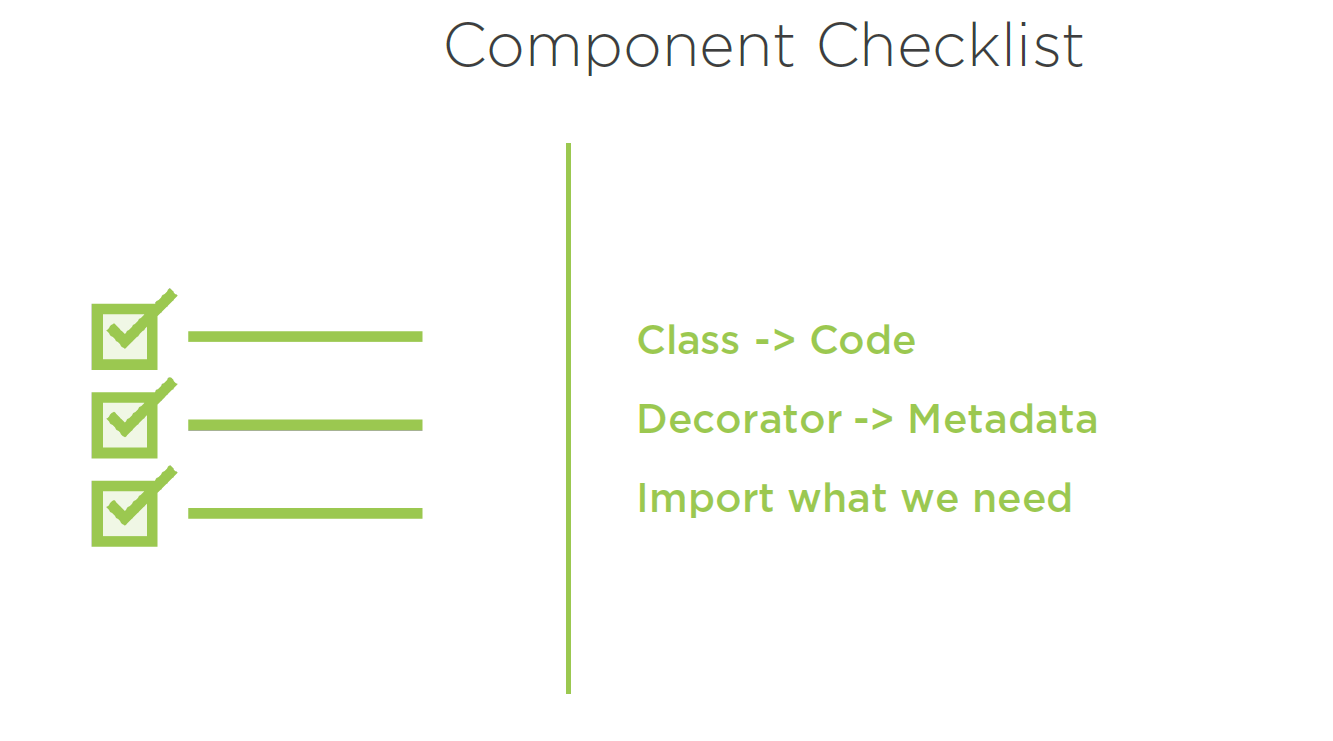 Component Checklist
Class -> Code
Decorator -> Metadata
Import what we need